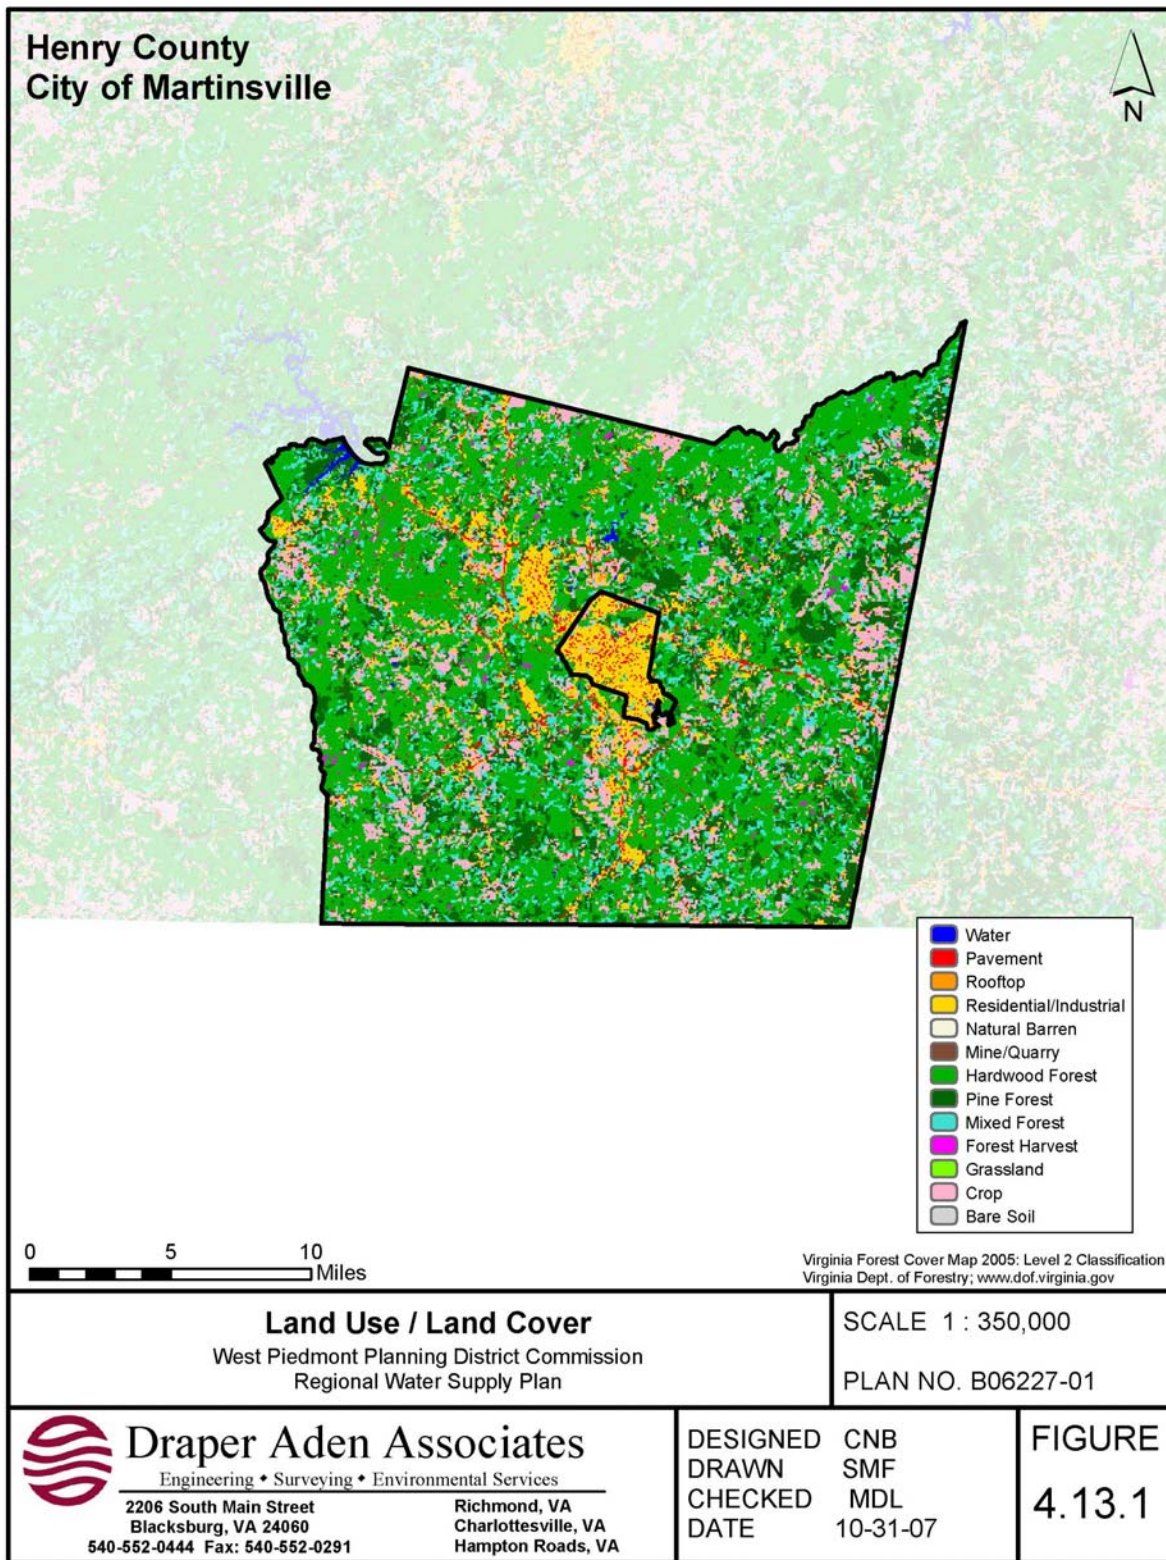 Henry County
City of Martinsville
N
Water
Pavement
Rooftop
Residential/Industrial
Natural Barren
Mine/Quarry
Hardwood Forest
Pine Forest
Mixed Forest
Forest Harvest
Grassland
Crop
Bare Soil
0 5 10
Miles
Virginia Forest Cover Map 2005: Level 2 Classification
Virginia Dept. of Forestry; www.dof.virginia.gov
Land Use / Land Cover
West Piedmont Planning District Commission
Regional Water Supply Plan
SCALE 1 : 350,000
PLAN NO. B06227-01
Draper Aden Associates
Engineering • Surveying • Environmental Services
2206 South Main Street
Blacksburg, VA 24060
540-552-0444 Fax: 540-552-0291
Richmond, VA
Charlottesville, VA
Hampton Roads, VA
DESIGNED CNB
DRAWN SMF
CHECKED MDL
DATE 10-31-07
FIGURE
4.13.1